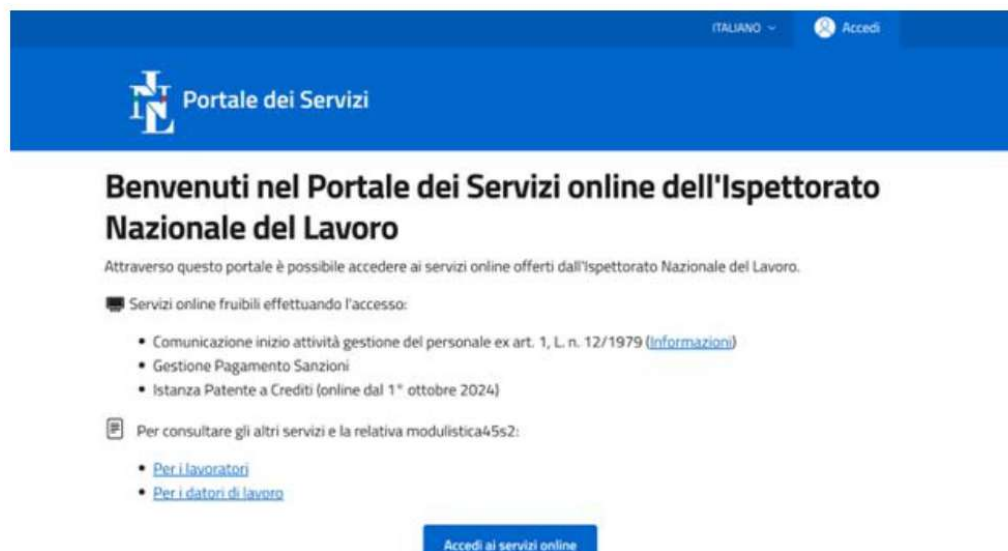 ITALIANO
Accedi
INL
Portale dei Servizi
Benvenuti nel Portale dei Servizi online dell'Ispettorato
Nazionale del Lavoro
Attraverso questo portale è possibile accedere ai servizi online offerti dall'Ispettorato Nazionale del Lavoro.
Servizi online fruibili effettuando l'accesso:
• Comunicazione inizio attività gestione del personale ex art. 1, L. n. 12/1979 (Informazioni)
• Gestione Pagamento Sanzioni
• Istanza Patente a Crediti (online dal 1° ottobre 2024)
Per consultare gli altri servizi e la relativa modulistica45s2:
• Per i lavoratori
• Per i datori di lavoro
Accedi ai servizi online